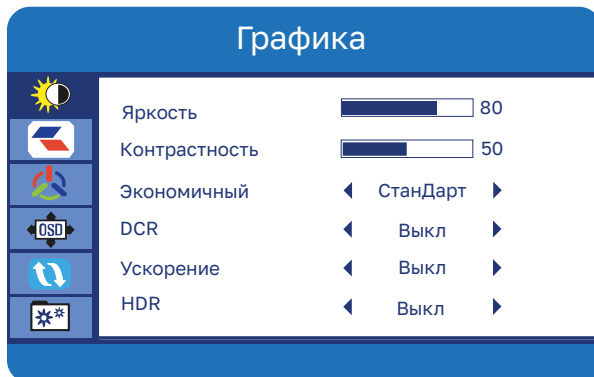 Графика
Яркость 80
Контрастность 50
Экономичный СтанДарт
DCR Выкл
OSD
Ускорение Выкл
HDR Выкл